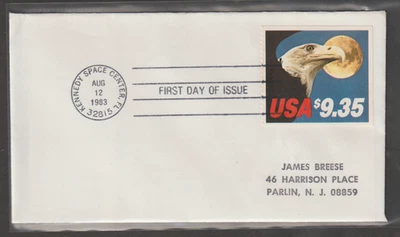 KENNEDY SPACE CENTER, FL
AUG
12
1983
32815
FIRST DAY OF ISSUE
USA $9.35
JAMES BREESE
46 HARRISON PLACE
PARLIN, N. J. 08859